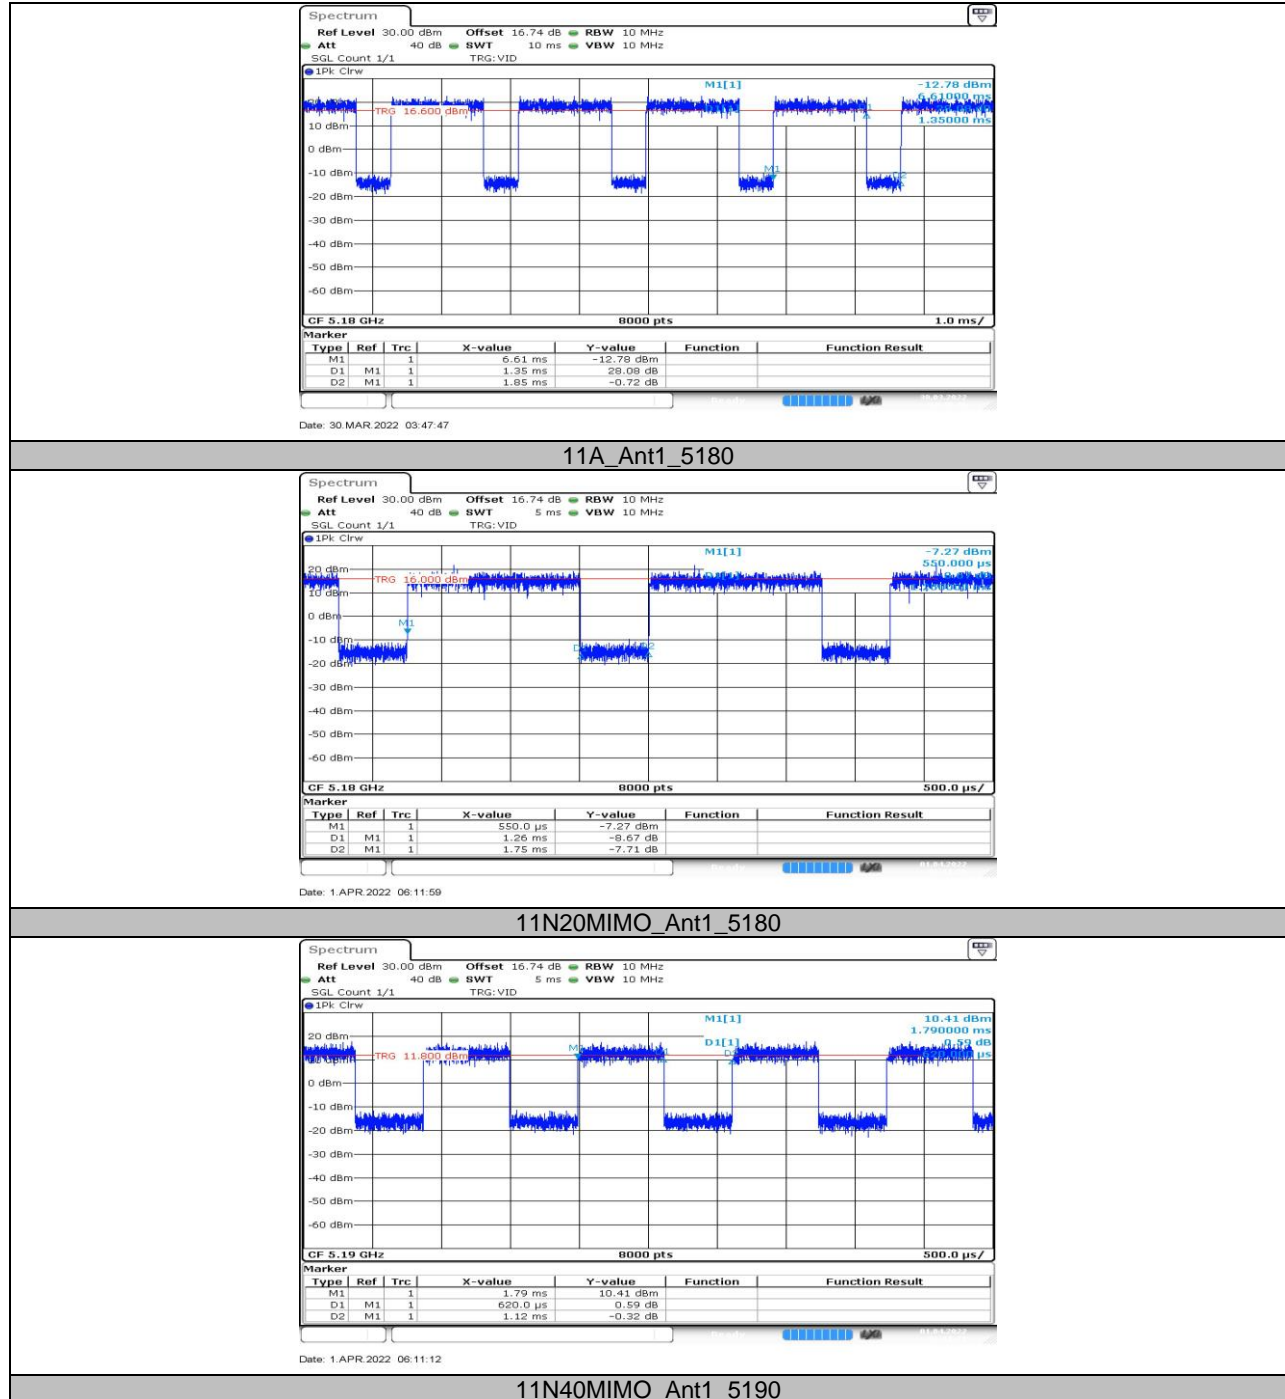 Spectrum
Ref Level 30.00 dBm Offset 16.74 dB RBW 10 MHz
Att 40 dB SWT 10 ms VBW 10 MHz
SGL Count 1/1 TRG:VID
1Pk Clrw
M1[1] -12.78 dBm
6.61000 ms
1.35000 ms
TRG 16.600 dBm
10 dBm
0 dBm
-10 dBm
M1
-20 dBm
-30 dBm
-40 dBm
-50 dBm
-60 dBm
CF 5.18 GHz 8000 pts 1.0 ms/
Marker
Type Ref Trc X-value Y-value Function Function Result
M1 1 6.61 ms -12.78 dBm
D1 M1 1 1.35 ms 28.08 dB
D2 M1 1 1.85 ms -0.72 dB
Date: 30.MAR.2022 03:47:47
11A_Ant1_5180
Spectrum
Ref Level 30.00 dBm Offset 16.74 dB RBW 10 MHz
Att 40 dB SWT 5 ms VBW 10 MHz
SGL Count 1/1 TRG:VID
1Pk Clrw
M1[1] -7.27 dBm
550.000 µs
20 dBm
TRG 16.000 dBm
10 dBm
0 dBm
M1
-10 dBm
-20 dBm
-30 dBm
-40 dBm
-50 dBm
-60 dBm
CF 5.18 GHz 8000 pts 500.0 µs/
Marker
Type Ref Trc X-value Y-value Function Function Result
M1 1 550.0 µs -7.27 dBm
D1 M1 1 1.26 ms -8.67 dB
D2 M1 1 1.75 ms -7.71 dB
Date: 1.APR.2022 06:11:59
11N20MIMO_Ant1_5180
Spectrum
Ref Level 30.00 dBm Offset 16.74 dB RBW 10 MHz
Att 40 dB SWT 5 ms VBW 10 MHz
SGL Count 1/1 TRG:VID
1Pk Clrw
M1[1] 10.41 dBm
1.790000 ms
20 dBm
D1[1] 0.59 dB
TRG 11.800 dBm
0 dBm
-10 dBm
-20 dBm
-30 dBm
-40 dBm
-50 dBm
-60 dBm
CF 5.19 GHz 8000 pts 500.0 µs/
Marker
Type Ref Trc X-value Y-value Function Function Result
M1 1 1.79 ms 10.41 dBm
D1 M1 1 620.0 µs 0.59 dB
D2 M1 1 1.12 ms -0.32 dB
Date: 1.APR.2022 06:11:12
11N40MIMO_Ant1_5190